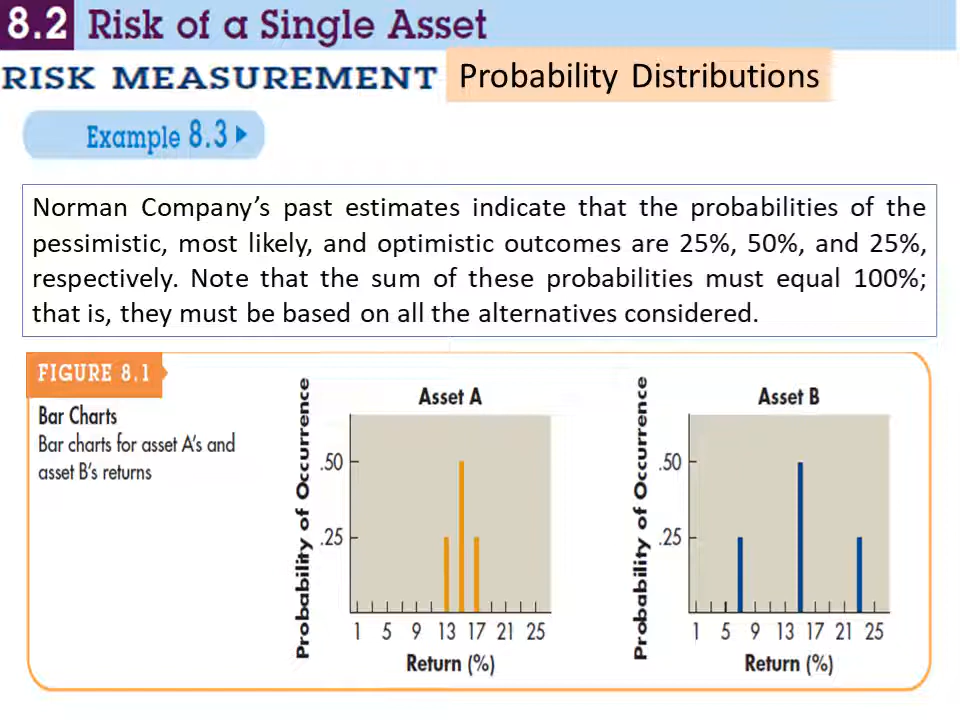 8.2 Risk of a Single Asset
RISK MEASUREMENT Probability Distributions
Example 8.3
Norman Company’s past estimates indicate that the probabilities of the
pessimistic, most likely, and optimistic outcomes are 25%, 50%, and 25%,
respectively. Note that the sum of these probabilities must equal 100%;
that is, they must be based on all the alternatives considered.
FIGURE 8.1
Bar Charts
Bar charts for asset A’s and
asset B’s returns
Asset A
Probability of Occurrence
.50
.25
1 5 9 13 17 21 25
Return (%)
Asset B
Probability of Occurrence
.50
.25
1 5 9 13 17 21 25
Return (%)